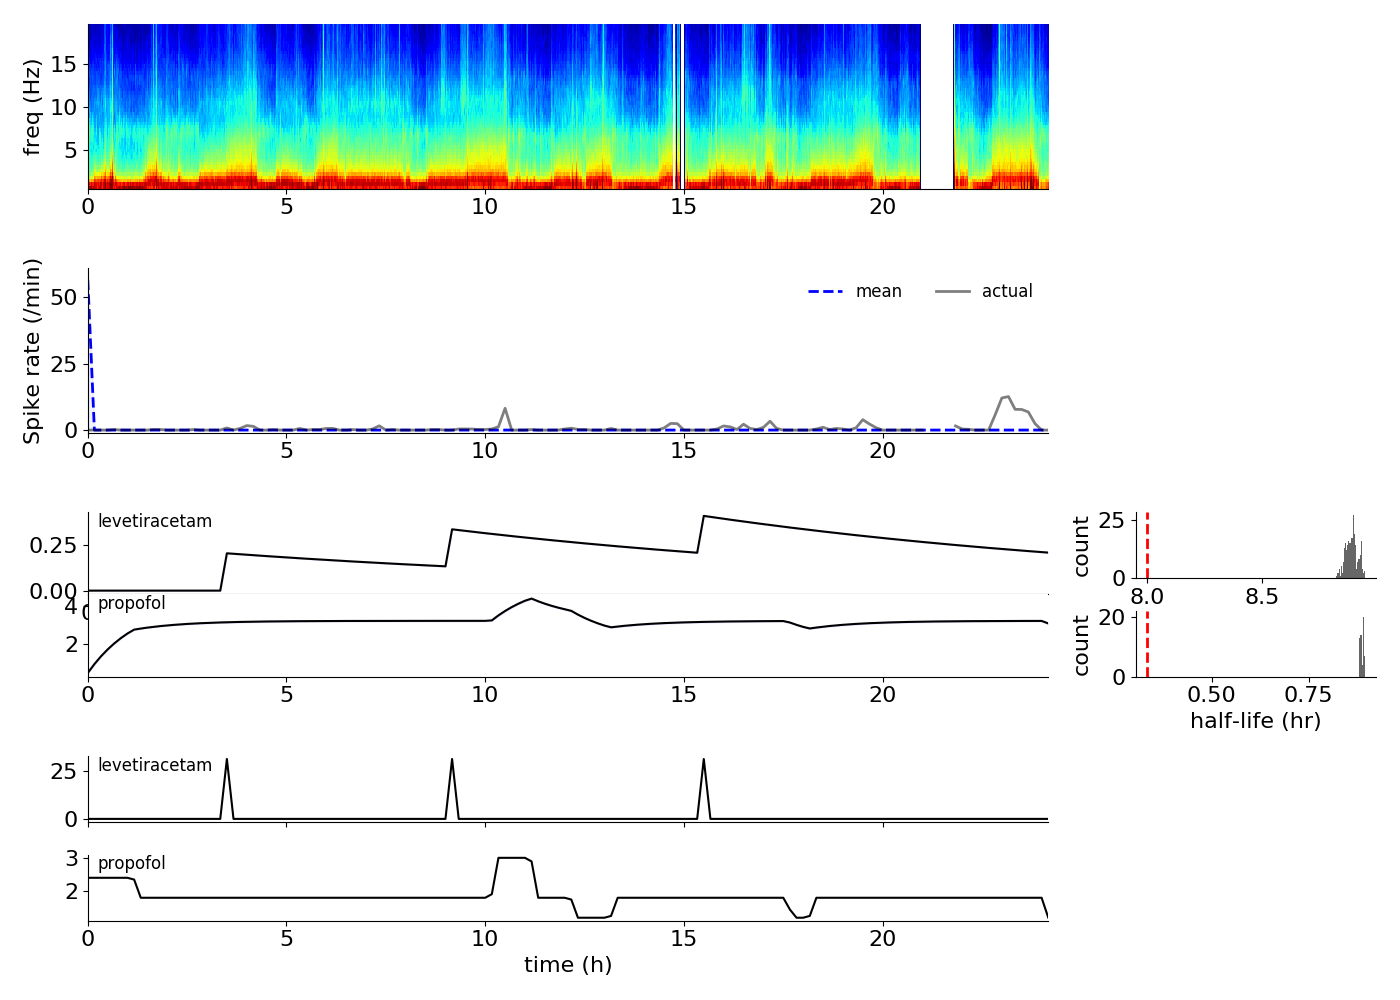 freq (Hz)
15
10
5
0 5 10 15 20
Spike rate (/min)
50
25
0
mean actual
0 5 10 15 20
levetiracetam
0.25
0.00
0
count
25
0
8.0 8.5
propofol
4
2
0 5 10 15 20
count
20
0
0.50 0.75
half-life (hr)
levetiracetam
25
0
propofol
3
2
0 5 10 15 20
time (h)